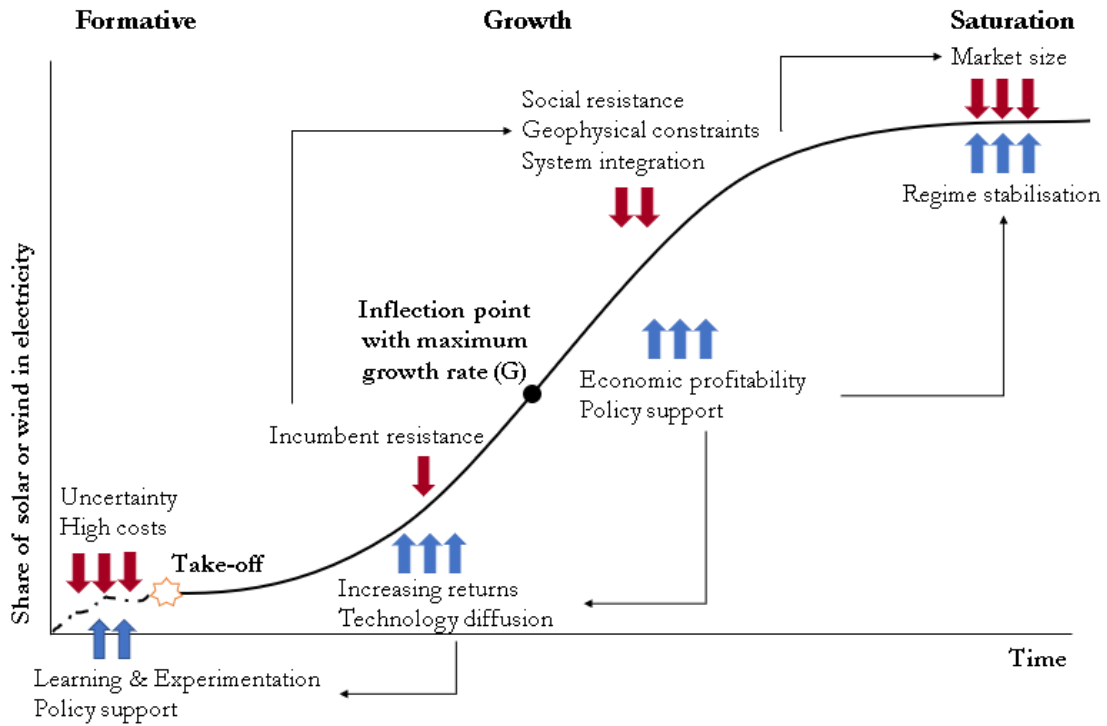 Formative
Growth
Saturation
Market size
Social resistance
Geophysical constraints
System integration
Regime stabilisation
Inflection point
with maximum
growth rate (G)
Economic profitability
Policy support
Incumbent resistance
Uncertainty
High costs
Take-off
Increasing returns
Technology diffusion
Share of solar or wind in electricity
Time
Learning & Experimentation
Policy support